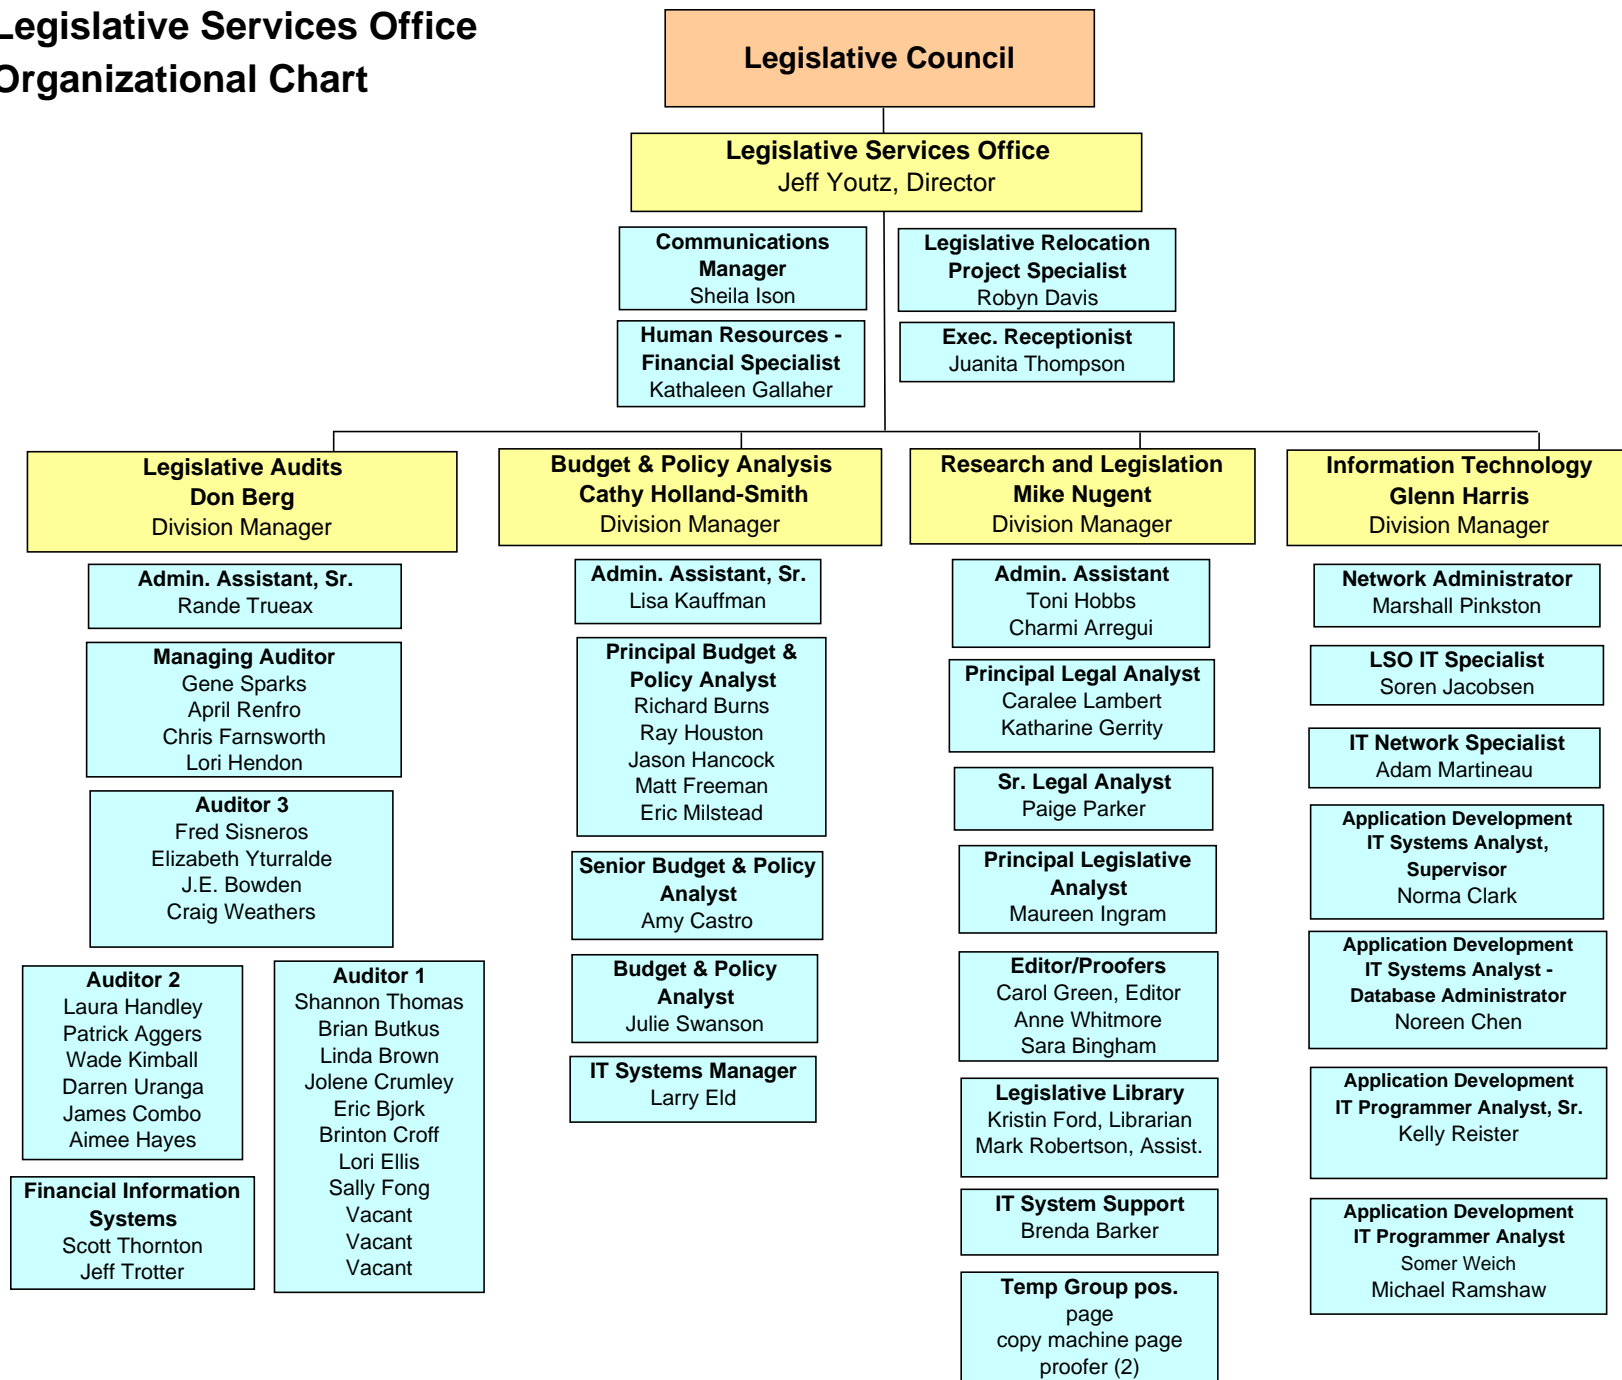 Legislative Services Office
Organizational Chart
Legislative Council
Legislative Services Office
Jeff Youtz, Director
Communications
Manager
Sheila Ison
Legislative Relocation
Project Specialist
Robyn Davis
Human Resources -
Financial Specialist
Kathaleen Gallaher
Exec. Receptionist
Juanita Thompson
Legislative Audits
Don Berg
Division Manager
Admin. Assistant, Sr.
Rande Trueax
Managing Auditor
Gene Sparks
April Renfro
Chris Farnsworth
Lori Hendon
Auditor 3
Fred Sisneros
Elizabeth Yturralde
J.E. Bowden
Craig Weathers
Auditor 2
Laura Handley
Patrick Aggers
Wade Kimball
Darren Uranga
James Combo
Aimee Hayes
Financial Information
Systems
Scott Thornton
Jeff Trotter
Auditor 1
Shannon Thomas
Brian Butkus
Linda Brown
Jolene Crumley
Eric Bjork
Brinton Croff
Lori Ellis
Sally Fong
Vacant
Vacant
Vacant
Budget & Policy Analysis
Cathy Holland-Smith
Division Manager
Admin. Assistant, Sr.
Lisa Kauffman
Principal Budget &
Policy Analyst
Richard Burns
Ray Houston
Jason Hancock
Matt Freeman
Eric Milstead
Senior Budget & Policy
Analyst
Amy Castro
Budget & Policy
Analyst
Julie Swanson
IT Systems Manager
Larry Eld
Research and Legislation
Mike Nugent
Division Manager
Admin. Assistant
Toni Hobbs
Charmi Arregui
Principal Legal Analyst
Caralee Lambert
Katharine Gerrity
Sr. Legal Analyst
Paige Parker
Principal Legislative
Analyst
Maureen Ingram
Editor/Proofers
Carol Green, Editor
Anne Whitmore
Sara Bingham
Legislative Library
Kristin Ford, Librarian
Mark Robertson, Assist.
IT System Support
Brenda Barker
Temp Group pos.
page
copy machine page
proofer (2)
Information Technology
Glenn Harris
Division Manager
Network Administrator
Marshall Pinkston
LSO IT Specialist
Soren Jacobsen
IT Network Specialist
Adam Martineau
Application Development
IT Systems Analyst,
Supervisor
Norma Clark
Application Development
IT Systems Analyst -
Database Administrator
Noreen Chen
Application Development
IT Programmer Analyst, Sr.
Kelly Reister
Application Development
IT Programmer Analyst
Somer Weich
Michael Ramshaw